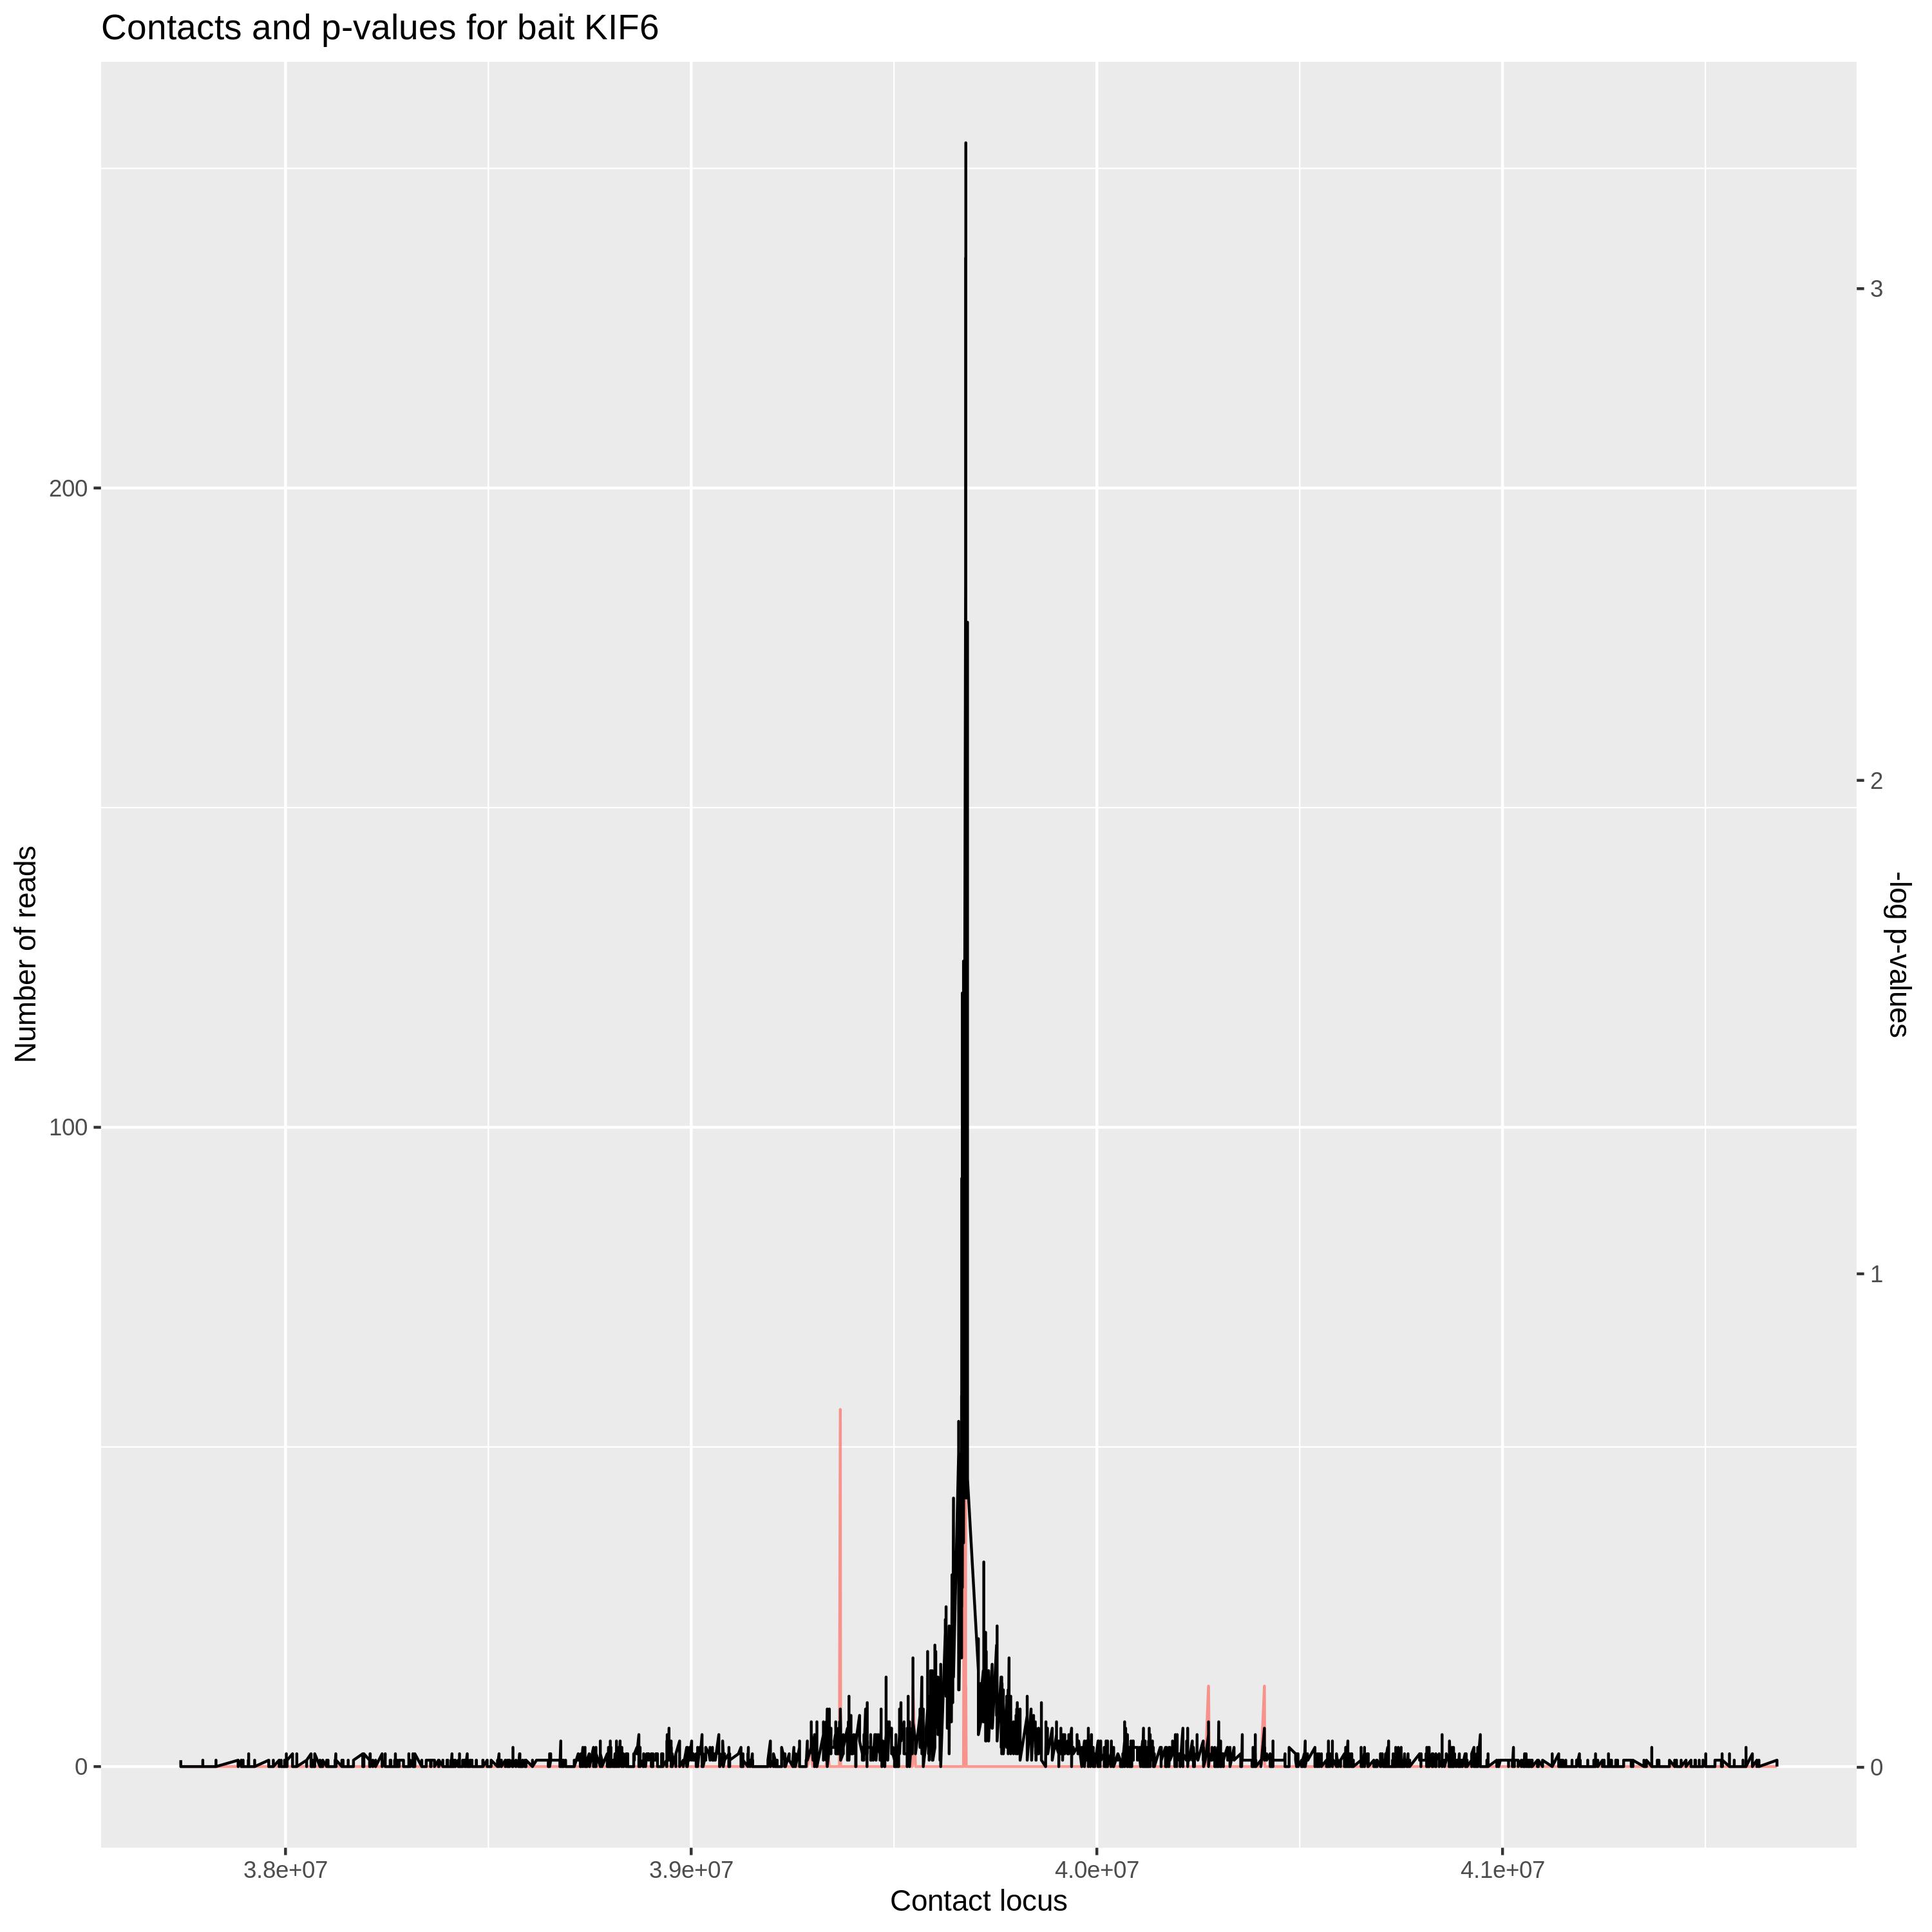 Contacts and p-values for bait KIF6
Number of reads
200
100
0
3
2
1
0
-log p-values
3.8e+07
3.9e+07
4.0e+07
4.1e+07
Contact locus